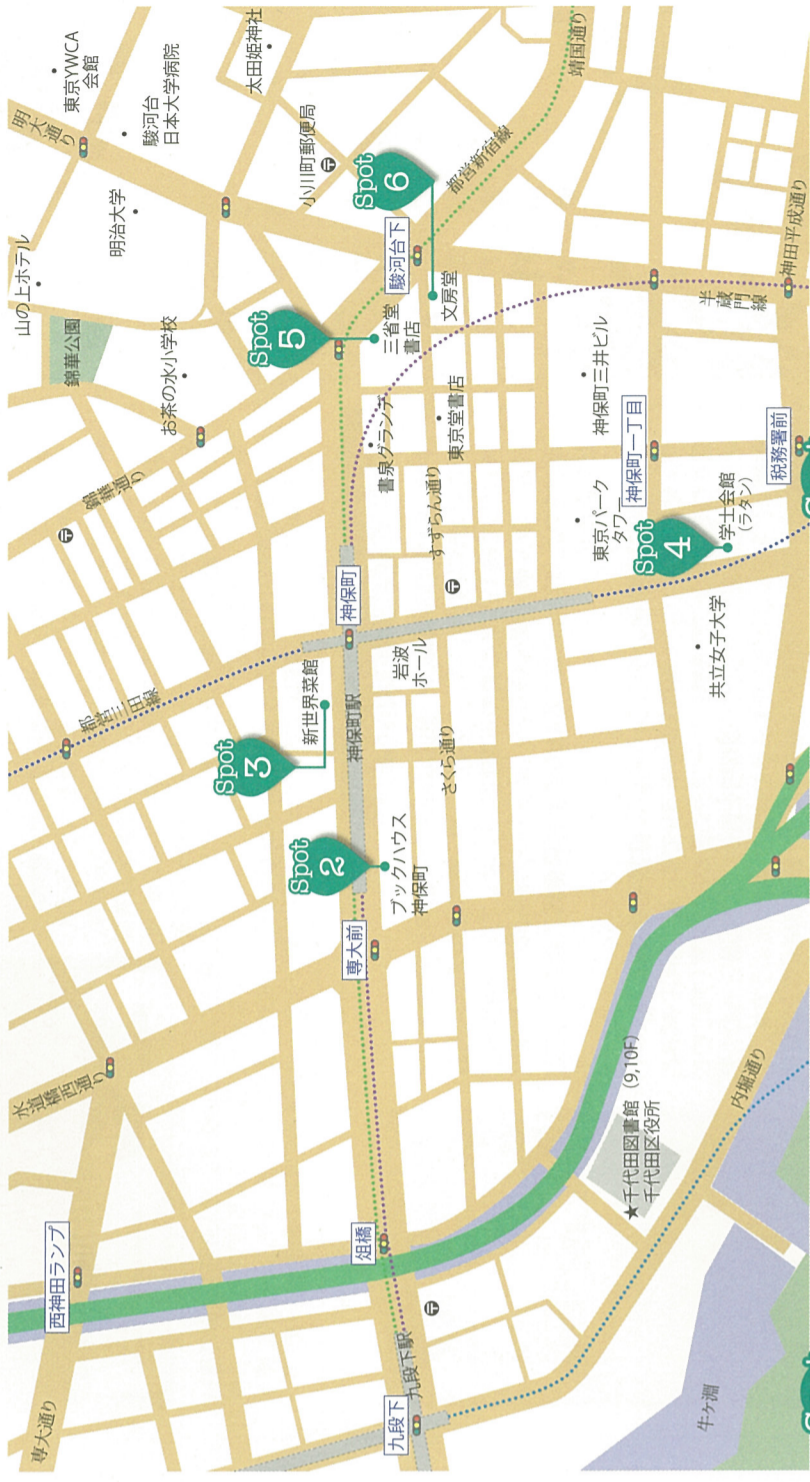 専大通り
西神田ランプ
水道橋西通り
都営三田線
錦華通り
錦華公園
山の上ホテル
明大通り
東京YWCA
会館
お茶の水小学校
明治大学
駿河台
日本大学病院
太田姫神社
小川町郵便局
Spot
3
新世界菜館
Spot
5
Spot
2
Spot
6
俎橋
専大前
神保町駅
神保町
三省堂
書店
書泉グランデ
駿河台下
九段下
九段下駅
ブックハウス
神保町
岩波
ホール
さくら通り
すずらん通り
東京堂書店
文房堂
都営新宿線
靖国通り
★千代田図書館 (9,10F)
千代田区役所
東京パーク
タワー
神保町三井ビル
神保町一丁目
Spot
4
学士会館
(ラタン)
共立女子大学
半蔵門線
牛ヶ淵
内堀通り
税務署前
神田平成通り